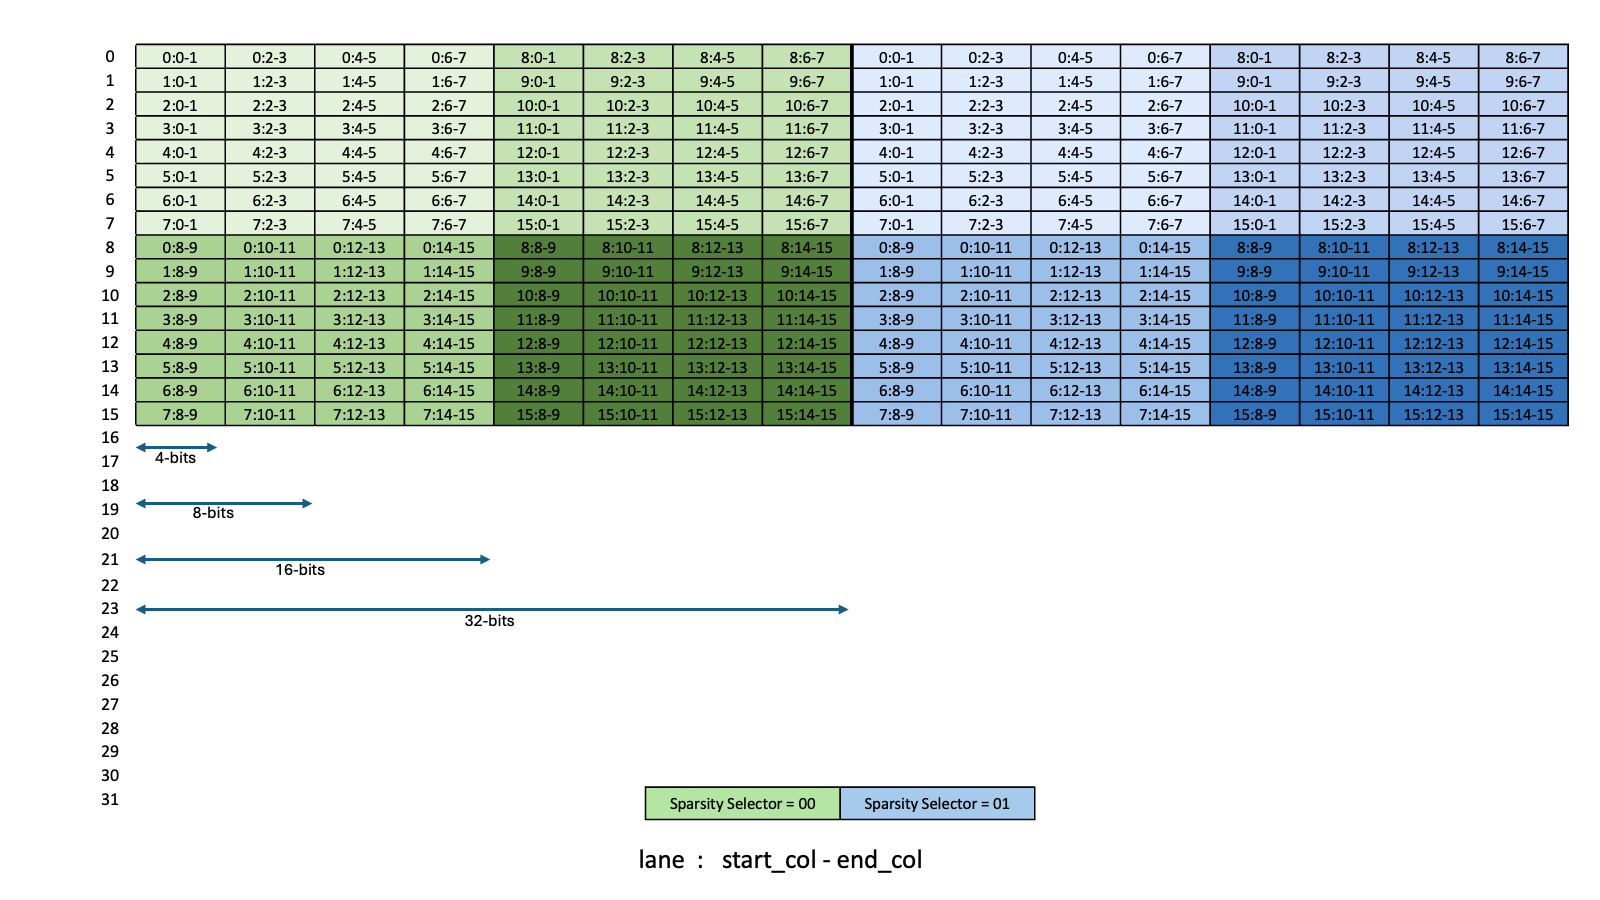 0 0:0-1 0:2-3 0:4-5 0:6-7 8:0-1 8:2-3 8:4-5 8:6-7 0:0-1 0:2-3 0:4-5 0:6-7 8:0-1 8:2-3 8:4-5 8:6-7
1 1:0-1 1:2-3 1:4-5 1:6-7 9:0-1 9:2-3 9:4-5 9:6-7 1:0-1 1:2-3 1:4-5 1:6-7 9:0-1 9:2-3 9:4-5 9:6-7
2 2:0-1 2:2-3 2:4-5 2:6-7 10:0-1 10:2-3 10:4-5 10:6-7 2:0-1 2:2-3 2:4-5 2:6-7 10:0-1 10:2-3 10:4-5 10:6-7
3 3:0-1 3:2-3 3:4-5 3:6-7 11:0-1 11:2-3 11:4-5 11:6-7 3:0-1 3:2-3 3:4-5 3:6-7 11:0-1 11:2-3 11:4-5 11:6-7
4 4:0-1 4:2-3 4:4-5 4:6-7 12:0-1 12:2-3 12:4-5 12:6-7 4:0-1 4:2-3 4:4-5 4:6-7 12:0-1 12:2-3 12:4-5 12:6-7
5 5:0-1 5:2-3 5:4-5 5:6-7 13:0-1 13:2-3 13:4-5 13:6-7 5:0-1 5:2-3 5:4-5 5:6-7 13:0-1 13:2-3 13:4-5 13:6-7
6 6:0-1 6:2-3 6:4-5 6:6-7 14:0-1 14:2-3 14:4-5 14:6-7 6:0-1 6:2-3 6:4-5 6:6-7 14:0-1 14:2-3 14:4-5 14:6-7
7 7:0-1 7:2-3 7:4-5 7:6-7 15:0-1 15:2-3 15:4-5 15:6-7 7:0-1 7:2-3 7:4-5 7:6-7 15:0-1 15:2-3 15:4-5 15:6-7
8 0:8-9 0:10-11 0:12-13 0:14-15 8:8-9 8:10-11 8:12-13 8:14-15 0:8-9 0:10-11 0:12-13 0:14-15 8:8-9 8:10-11 8:12-13 8:14-15
9 1:8-9 1:10-11 1:12-13 1:14-15 9:8-9 9:10-11 9:12-13 9:14-15 1:8-9 1:10-11 1:12-13 1:14-15 9:8-9 9:10-11 9:12-13 9:14-15
10 2:8-9 2:10-11 2:12-13 2:14-15 10:8-9 10:10-11 10:12-13 10:14-15 2:8-9 2:10-11 2:12-13 2:14-15 10:8-9 10:10-11 10:12-13 10:14-15
11 3:8-9 3:10-11 3:12-13 3:14-15 11:8-9 11:10-11 11:12-13 11:14-15 3:8-9 3:10-11 3:12-13 3:14-15 11:8-9 11:10-11 11:12-13 11:14-15
12 4:8-9 4:10-11 4:12-13 4:14-15 12:8-9 12:10-11 12:12-13 12:14-15 4:8-9 4:10-11 4:12-13 4:14-15 12:8-9 12:10-11 12:12-13 12:14-15
13 5:8-9 5:10-11 5:12-13 5:14-15 13:8-9 13:10-11 13:12-13 13:14-15 5:8-9 5:10-11 5:12-13 5:14-15 13:8-9 13:10-11 13:12-13 13:14-15
14 6:8-9 6:10-11 6:12-13 6:14-15 14:8-9 14:10-11 14:12-13 14:14-15 6:8-9 6:10-11 6:12-13 6:14-15 14:8-9 14:10-11 14:12-13 14:14-15
15 7:8-9 7:10-11 7:12-13 7:14-15 15:8-9 15:10-11 15:12-13 15:14-15 7:8-9 7:10-11 7:12-13 7:14-15 15:8-9 15:10-11 15:12-13 15:14-15
16
17 4-bits
18
19 8-bits
20
21 16-bits
22
23 32-bits
24
25
26
27
28
29
30
31
Sparsity Selector = 00 Sparsity Selector = 01
lane : start_col - end_col